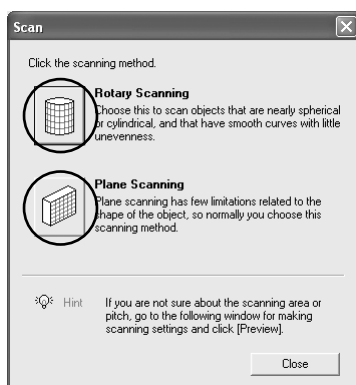 Scan
Click the scanning method.
Rotary Scanning
Choose this to scan objects that are nearly spherical
or cylindrical, and that have smooth curves with little
unevenness.
Plane Scanning
Plane scanning has few limitations related to the
shape of the object, so normally you choose this
scanning method.
Hint
If you are not sure about the scanning area or
pitch, go to the following window for making
scanning settings and click [Preview].
Close